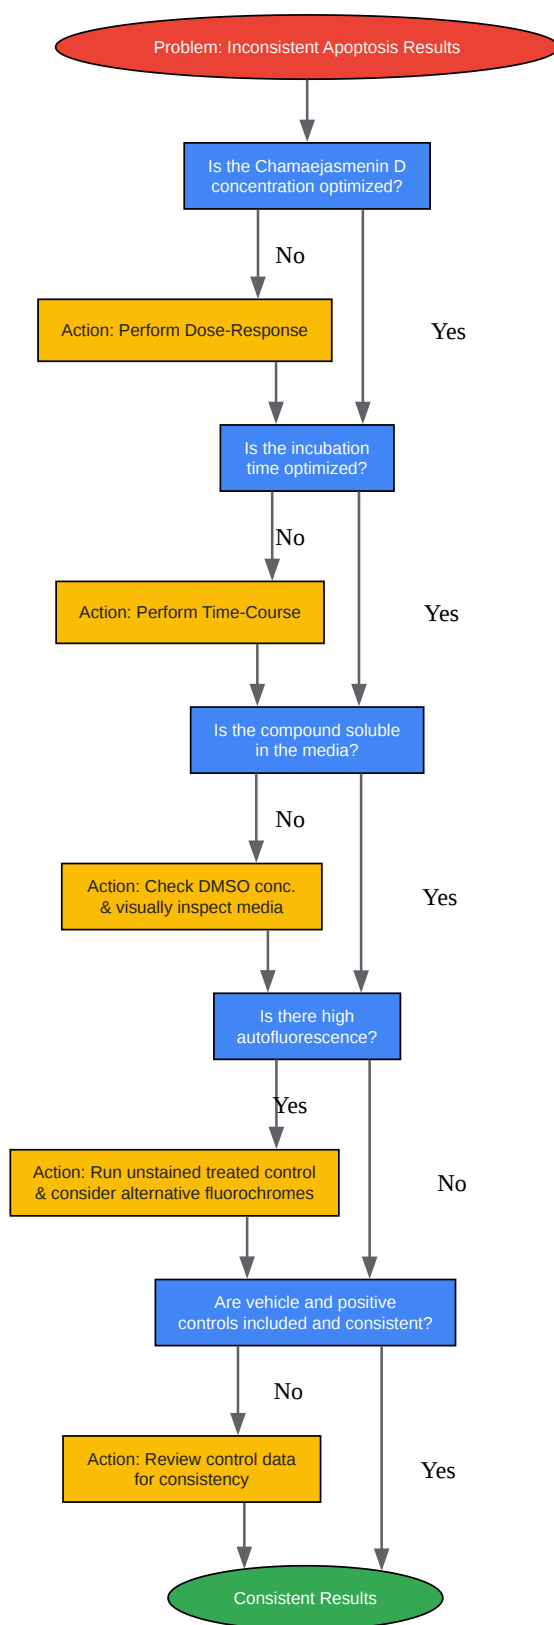 Problem: Inconsistent Apoptosis Results
Is the Chamaejasmenin D
concentration optimized?
No
Action: Perform Dose-Response
Yes
Is the incubation
time optimized?
No
Action: Perform Time-Course
Yes
Is the compound soluble
in the media?
No
Action: Check DMSO conc.
& visually inspect media
Yes
Is there high
autofluorescence?
Yes
Action: Run unstained treated control
& consider alternative fluorochromes
No
Are vehicle and positive
controls included and consistent?
No
Action: Review control data
for consistency
Yes
Consistent Results